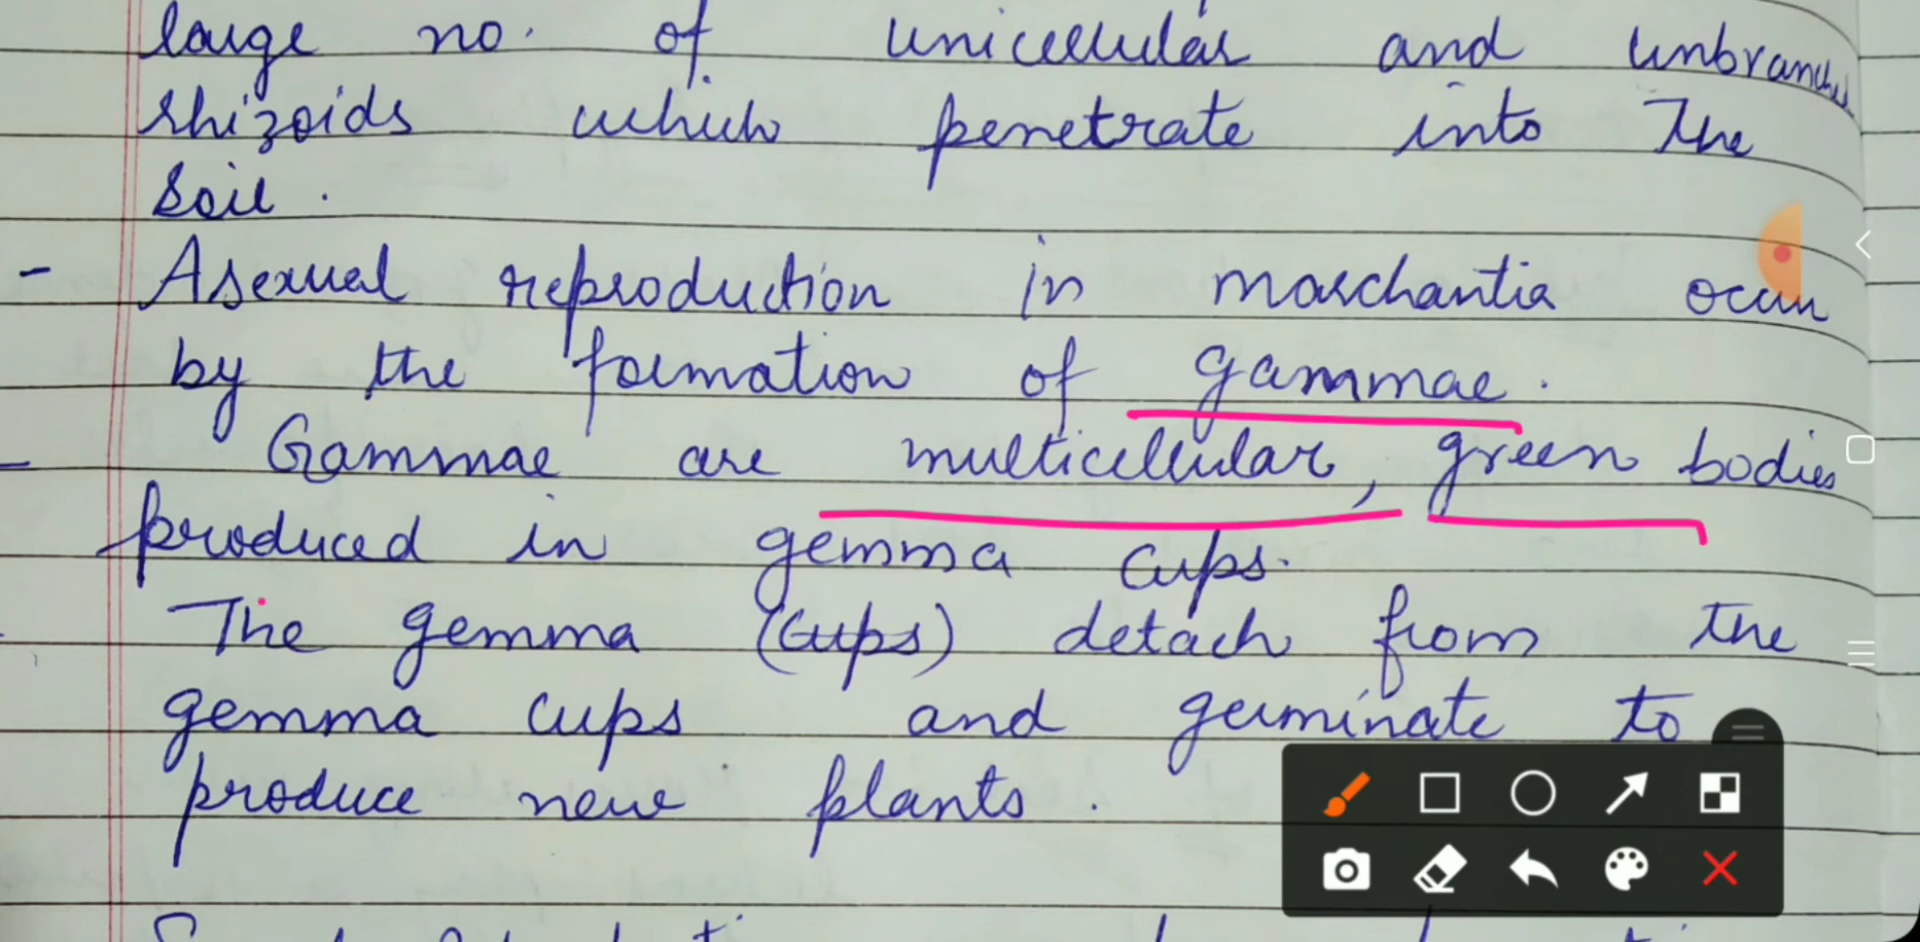 large no. of unicellular and unbranched
rhizoids which penetrate into The
soil.
- Asexual reproduction in marchantia occur
by the formation of gammae.
- Gammae are multicellular, green bodies
produced in gemma cups.
The gemma (cups) detach from the
gemma cups and germinate to
produce new plants.